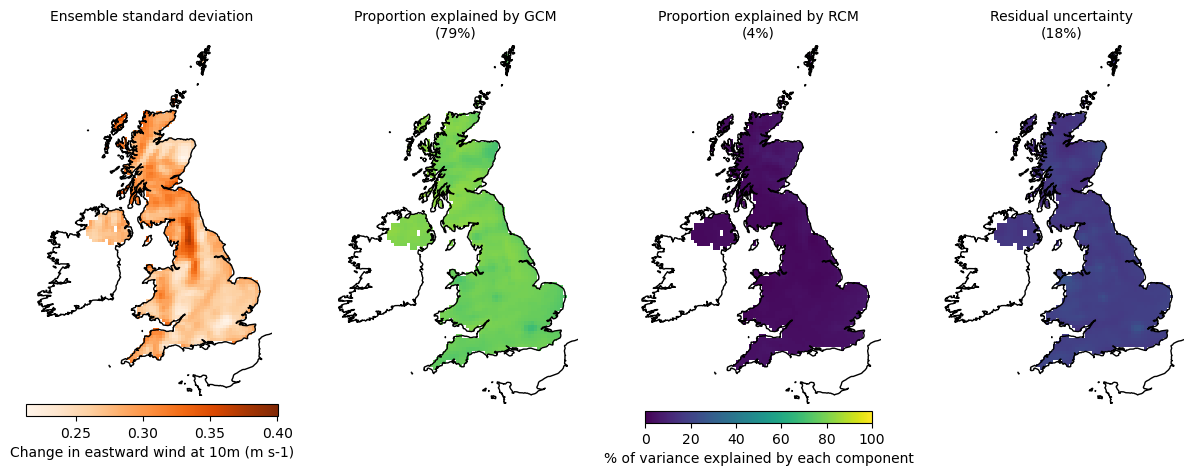 Ensemble standard deviation
Proportion explained by GCM
(79%)
Proportion explained by RCM
(4%)
Residual uncertainty
(18%)
0.25 0.30 0.35 0.40
Change in eastward wind at 10m (m s-1)
0 20 40 60 80 100
% of variance explained by each component